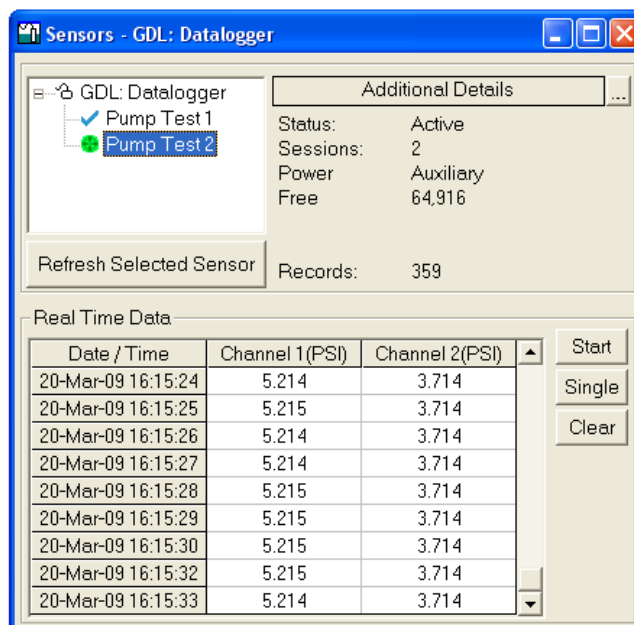 Sensors - GDL: Datalogger
GDL: Datalogger
Pump Test 1
Pump Test 2
Refresh Selected Sensor
Additional Details ...
Status: Active
Sessions: 2
Power Auxiliary
Free 64,916
Records: 359
Real Time Data
Date / Time Channel 1(PSI) Channel 2(PSI)
20-Mar-09 16:15:24 5.214 3.714
20-Mar-09 16:15:25 5.215 3.714
20-Mar-09 16:15:26 5.214 3.714
20-Mar-09 16:15:27 5.214 3.714
20-Mar-09 16:15:28 5.215 3.714
20-Mar-09 16:15:29 5.215 3.714
20-Mar-09 16:15:30 5.215 3.714
20-Mar-09 16:15:32 5.215 3.714
20-Mar-09 16:15:33 5.214 3.714
Start
Single
Clear